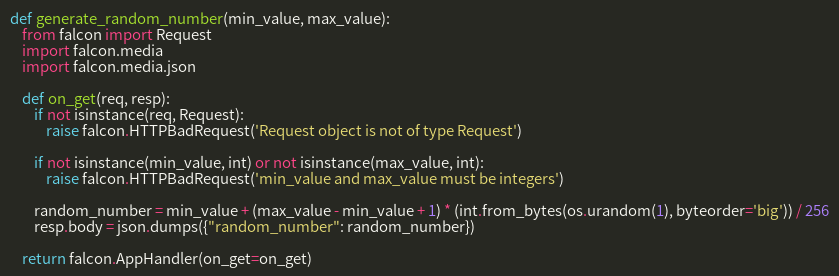 def generate_random_number(min_value, max_value):
from falcon import Request
import falcon.media
import falcon.media.json
def on_get(req, resp):
if not isinstance(req, Request):
raise falcon.HTTPBadRequest('Request object is not of type Request')
if not isinstance(min_value, int) or not isinstance(max_value, int):
raise falcon.HTTPBadRequest('min_value and max_value must be integers')
random_number = min_value + (max_value - min_value + 1) * (int.from_bytes(os.urandom(1), byteorder='big')) / 256
resp.body = json.dumps({"random_number": random_number})
return falcon.AppHandler(on_get=on_get)